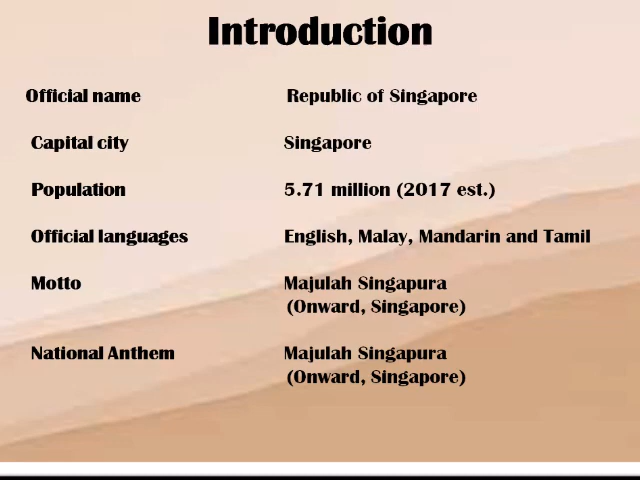 Introduction
Official name Republic of Singapore
Capital city Singapore
Population 5.71 million (2017 est.)
Official languages English, Malay, Mandarin and Tamil
Motto Majulah Singapura
(Onward, Singapore)
National Anthem Majulah Singapura
(Onward, Singapore)